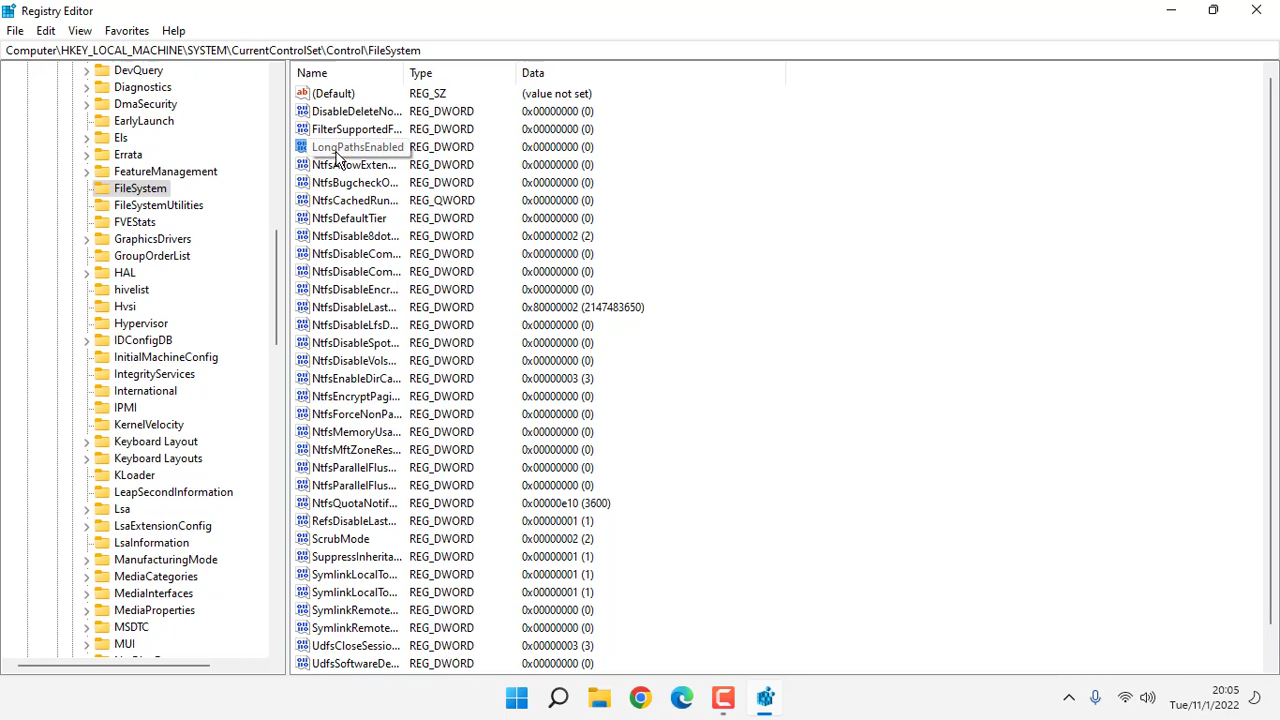 Registry Editor
File Edit View Favorites Help
Computer\HKEY_LOCAL_MACHINE\SYSTEM\CurrentControlSet\Control\FileSystem
DevQuery
Diagnostics
DmaSecurity
EarlyLaunch
Els
Errata
FeatureManagement
FileSystem
FileSystemUtilities
FVEStats
GraphicsDrivers
GroupOrderList
HAL
hivelist
Hvsi
Hypervisor
IDConfigDB
InitialMachineConfig
IntegrityServices
International
IPMI
KernelVelocity
Keyboard Layout
Keyboard Layouts
KLoader
LeapSecondInformation
Lsa
LsaExtensionConfig
LsaInformation
ManufacturingMode
MediaCategories
MediaInterfaces
MediaProperties
MSDTC
MUI
Name Type Data
(Default) REG_SZ (value not set)
DisableDeleteNo... REG_DWORD 0x00000000 (0)
FilterSupportedF... REG_DWORD 0x00000000 (0)
LongPathsEnabled REG_DWORD 0x00000000 (0)
NtfsAllowExten... REG_DWORD 0x00000000 (0)
NtfsBugcheckO... REG_DWORD 0x00000000 (0)
NtfsCachedRun... REG_QWORD 0x00000000 (0)
NtfsDefaultTier REG_DWORD 0x00000000 (0)
NtfsDisable8dot... REG_DWORD 0x00000002 (2)
NtfsDisableCom... REG_DWORD 0x00000000 (0)
NtfsDisableCom... REG_DWORD 0x00000000 (0)
NtfsDisableEncr... REG_DWORD 0x00000000 (0)
NtfsDisableLast... REG_DWORD 0x80000002 (2147483650)
NtfsDisableLfsD... REG_DWORD 0x00000000 (0)
NtfsDisableSpot... REG_DWORD 0x00000000 (0)
NtfsDisableVols... REG_DWORD 0x00000000 (0)
NtfsEnableDirCa... REG_DWORD 0x00000003 (3)
NtfsEncryptPagi... REG_DWORD 0x00000000 (0)
NtfsForceNonPa... REG_DWORD 0x00000000 (0)
NtfsMemoryUsa... REG_DWORD 0x00000000 (0)
NtfsMftZoneRes... REG_DWORD 0x00000000 (0)
NtfsParallelFlus... REG_DWORD 0x00000000 (0)
NtfsParallelFlus... REG_DWORD 0x00000000 (0)
NtfsQuotaNotif... REG_DWORD 0x00000e10 (3600)
RefsDisableLast... REG_DWORD 0x00000001 (1)
ScrubMode REG_DWORD 0x00000002 (2)
SuppressInherita... REG_DWORD 0x00000001 (1)
SymlinkLocalTo... REG_DWORD 0x00000001 (1)
SymlinkLocalTo... REG_DWORD 0x00000001 (1)
SymlinkRemote... REG_DWORD 0x00000000 (0)
SymlinkRemote... REG_DWORD 0x00000000 (0)
UdfsCloseSessio... REG_DWORD 0x00000003 (3)
UdfsSoftwareDe... REG_DWORD 0x00000000 (0)
20:05
Tue/11/1/2022